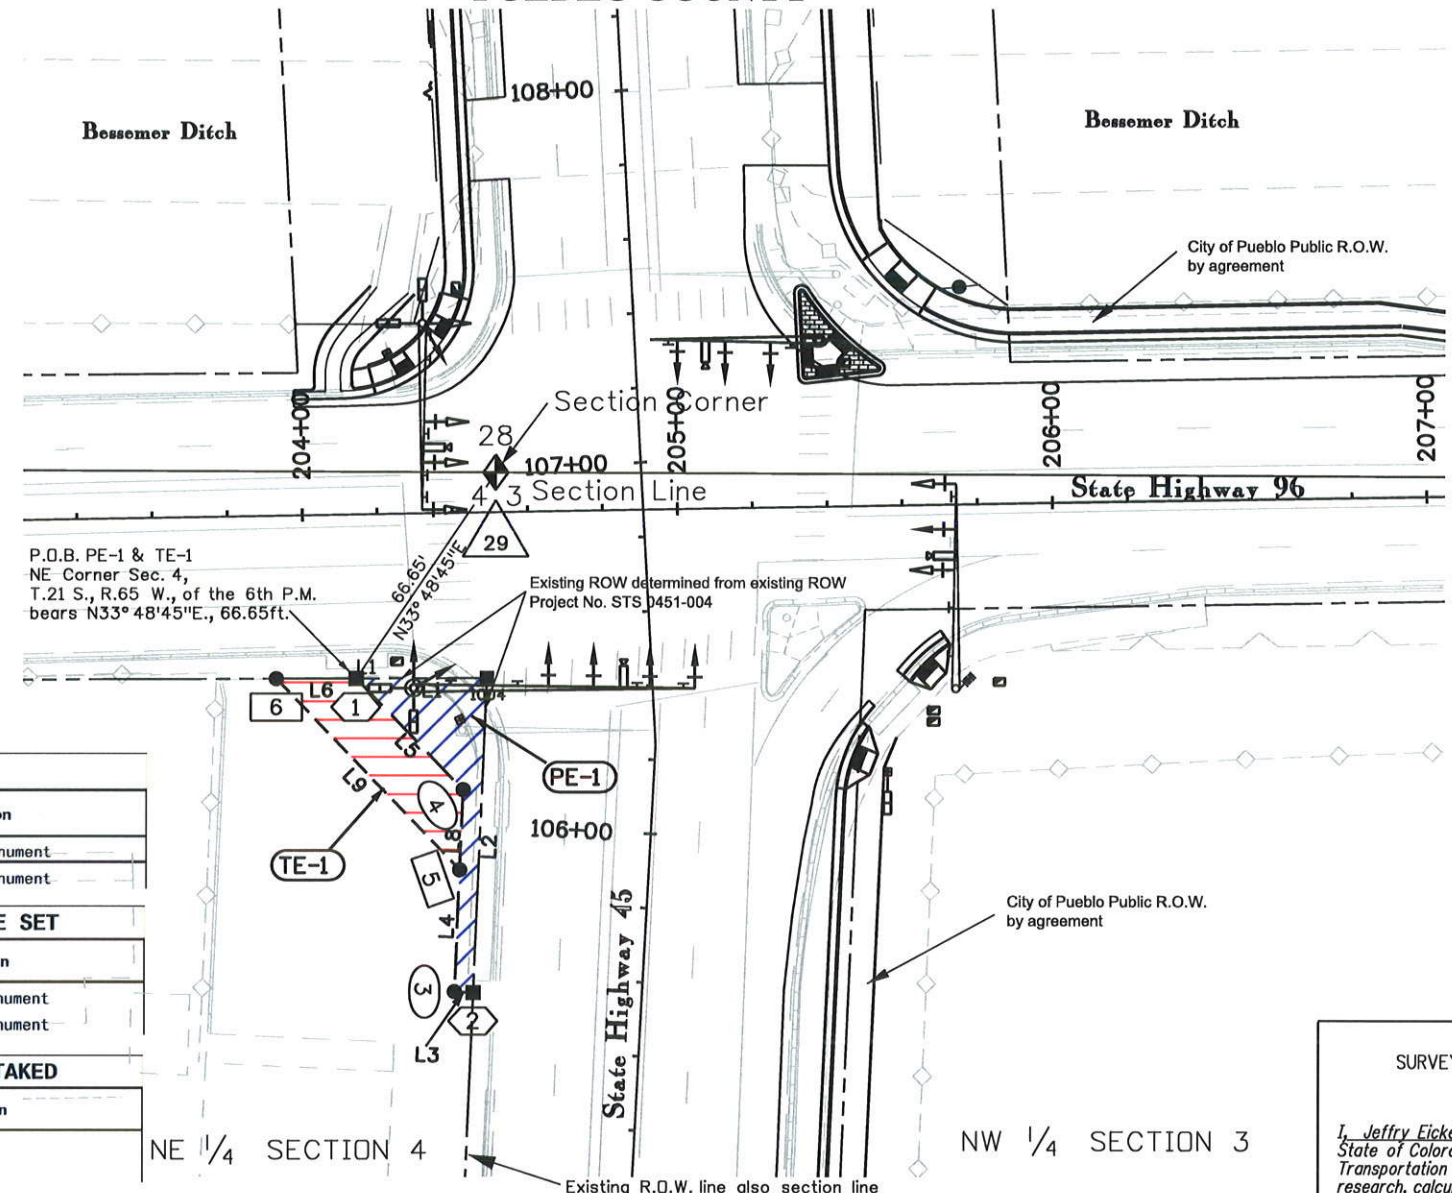 108+00
Bessemer Ditch
Bessemer Ditch
City of Pueblo Public R.O.W.
by agreement
Section Corner
28
204+00
205+00
206+00
207+00
107+00
4 3 Section Line
State Highway 96
29
P.O.B. PE-1 & TE-1
NE Corner Sec. 4,
T.21 S., R.65 W., of the 6th P.M.
bears N33°48'45"E., 66.65ft.
66.65'
N33°48'45"E
Existing ROW determined from existing ROW
Project No. STS 0451-004
L1
L1
L6
6
1
L5
PE-1
L9
4
L8
L2
106+00
TE-1
5
L4
State Highway 45
City of Pueblo Public R.O.W.
by agreement
3
2
L3
SET
NE 1/4 SECTION 4
NW 1/4 SECTION 3
Existing R.O.W. line also section line
I, Jeffry
State of
Transportation